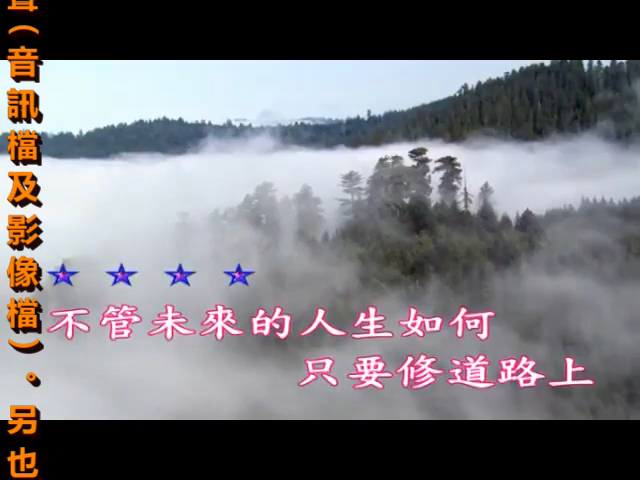 (音訊檔及影像檔)。另也
不管未來的人生如何
只要修道路上